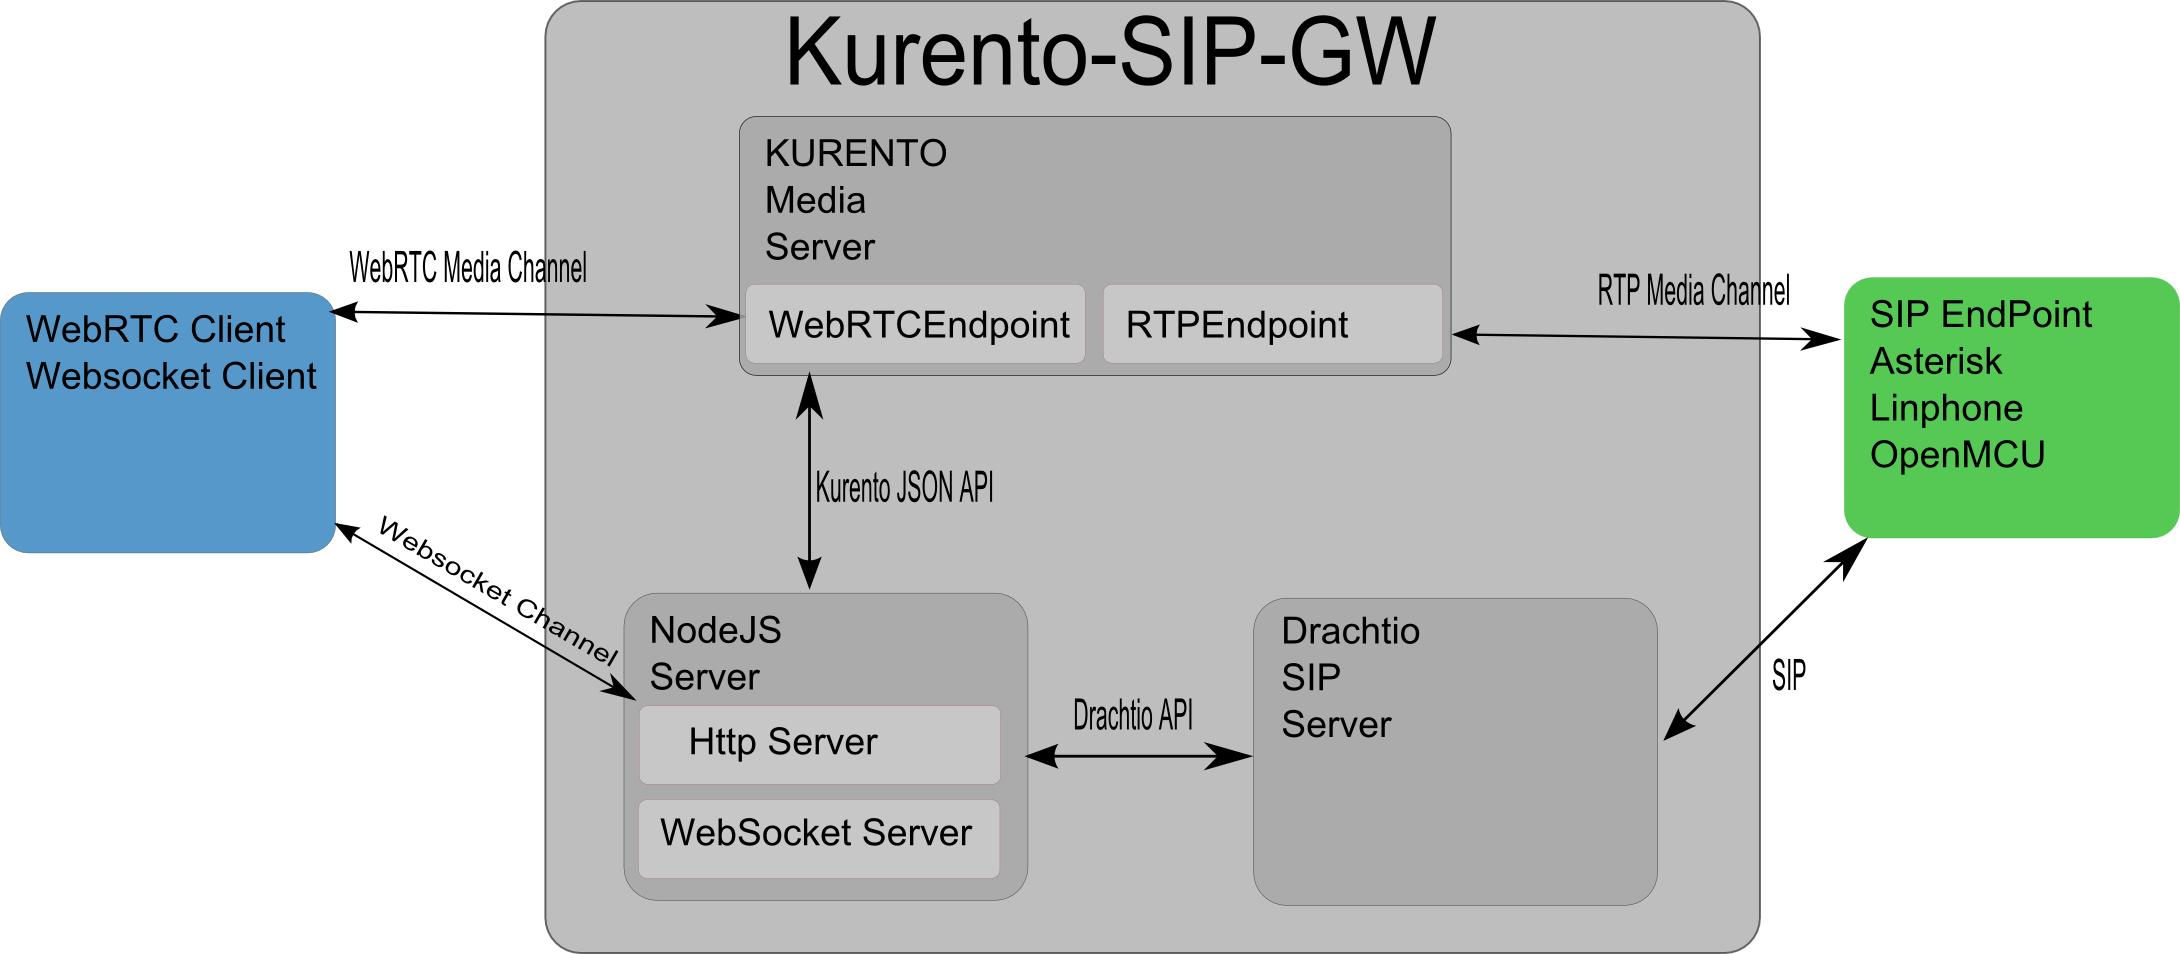 Kurento-SIP-GW
KURENTO
Media
Server
WebRTCEndpoint
RTPEndpoint
WebRTC Media Channel
RTP Media Channel
WebRTC Client
Websocket Client
SIP EndPoint
Asterisk
Linphone
OpenMCU
Kurento JSON API
Websocket Channel
NodeJS
Server
Http Server
WebSocket Server
Drachtio API
Drachtio
SIP
Server
SIP